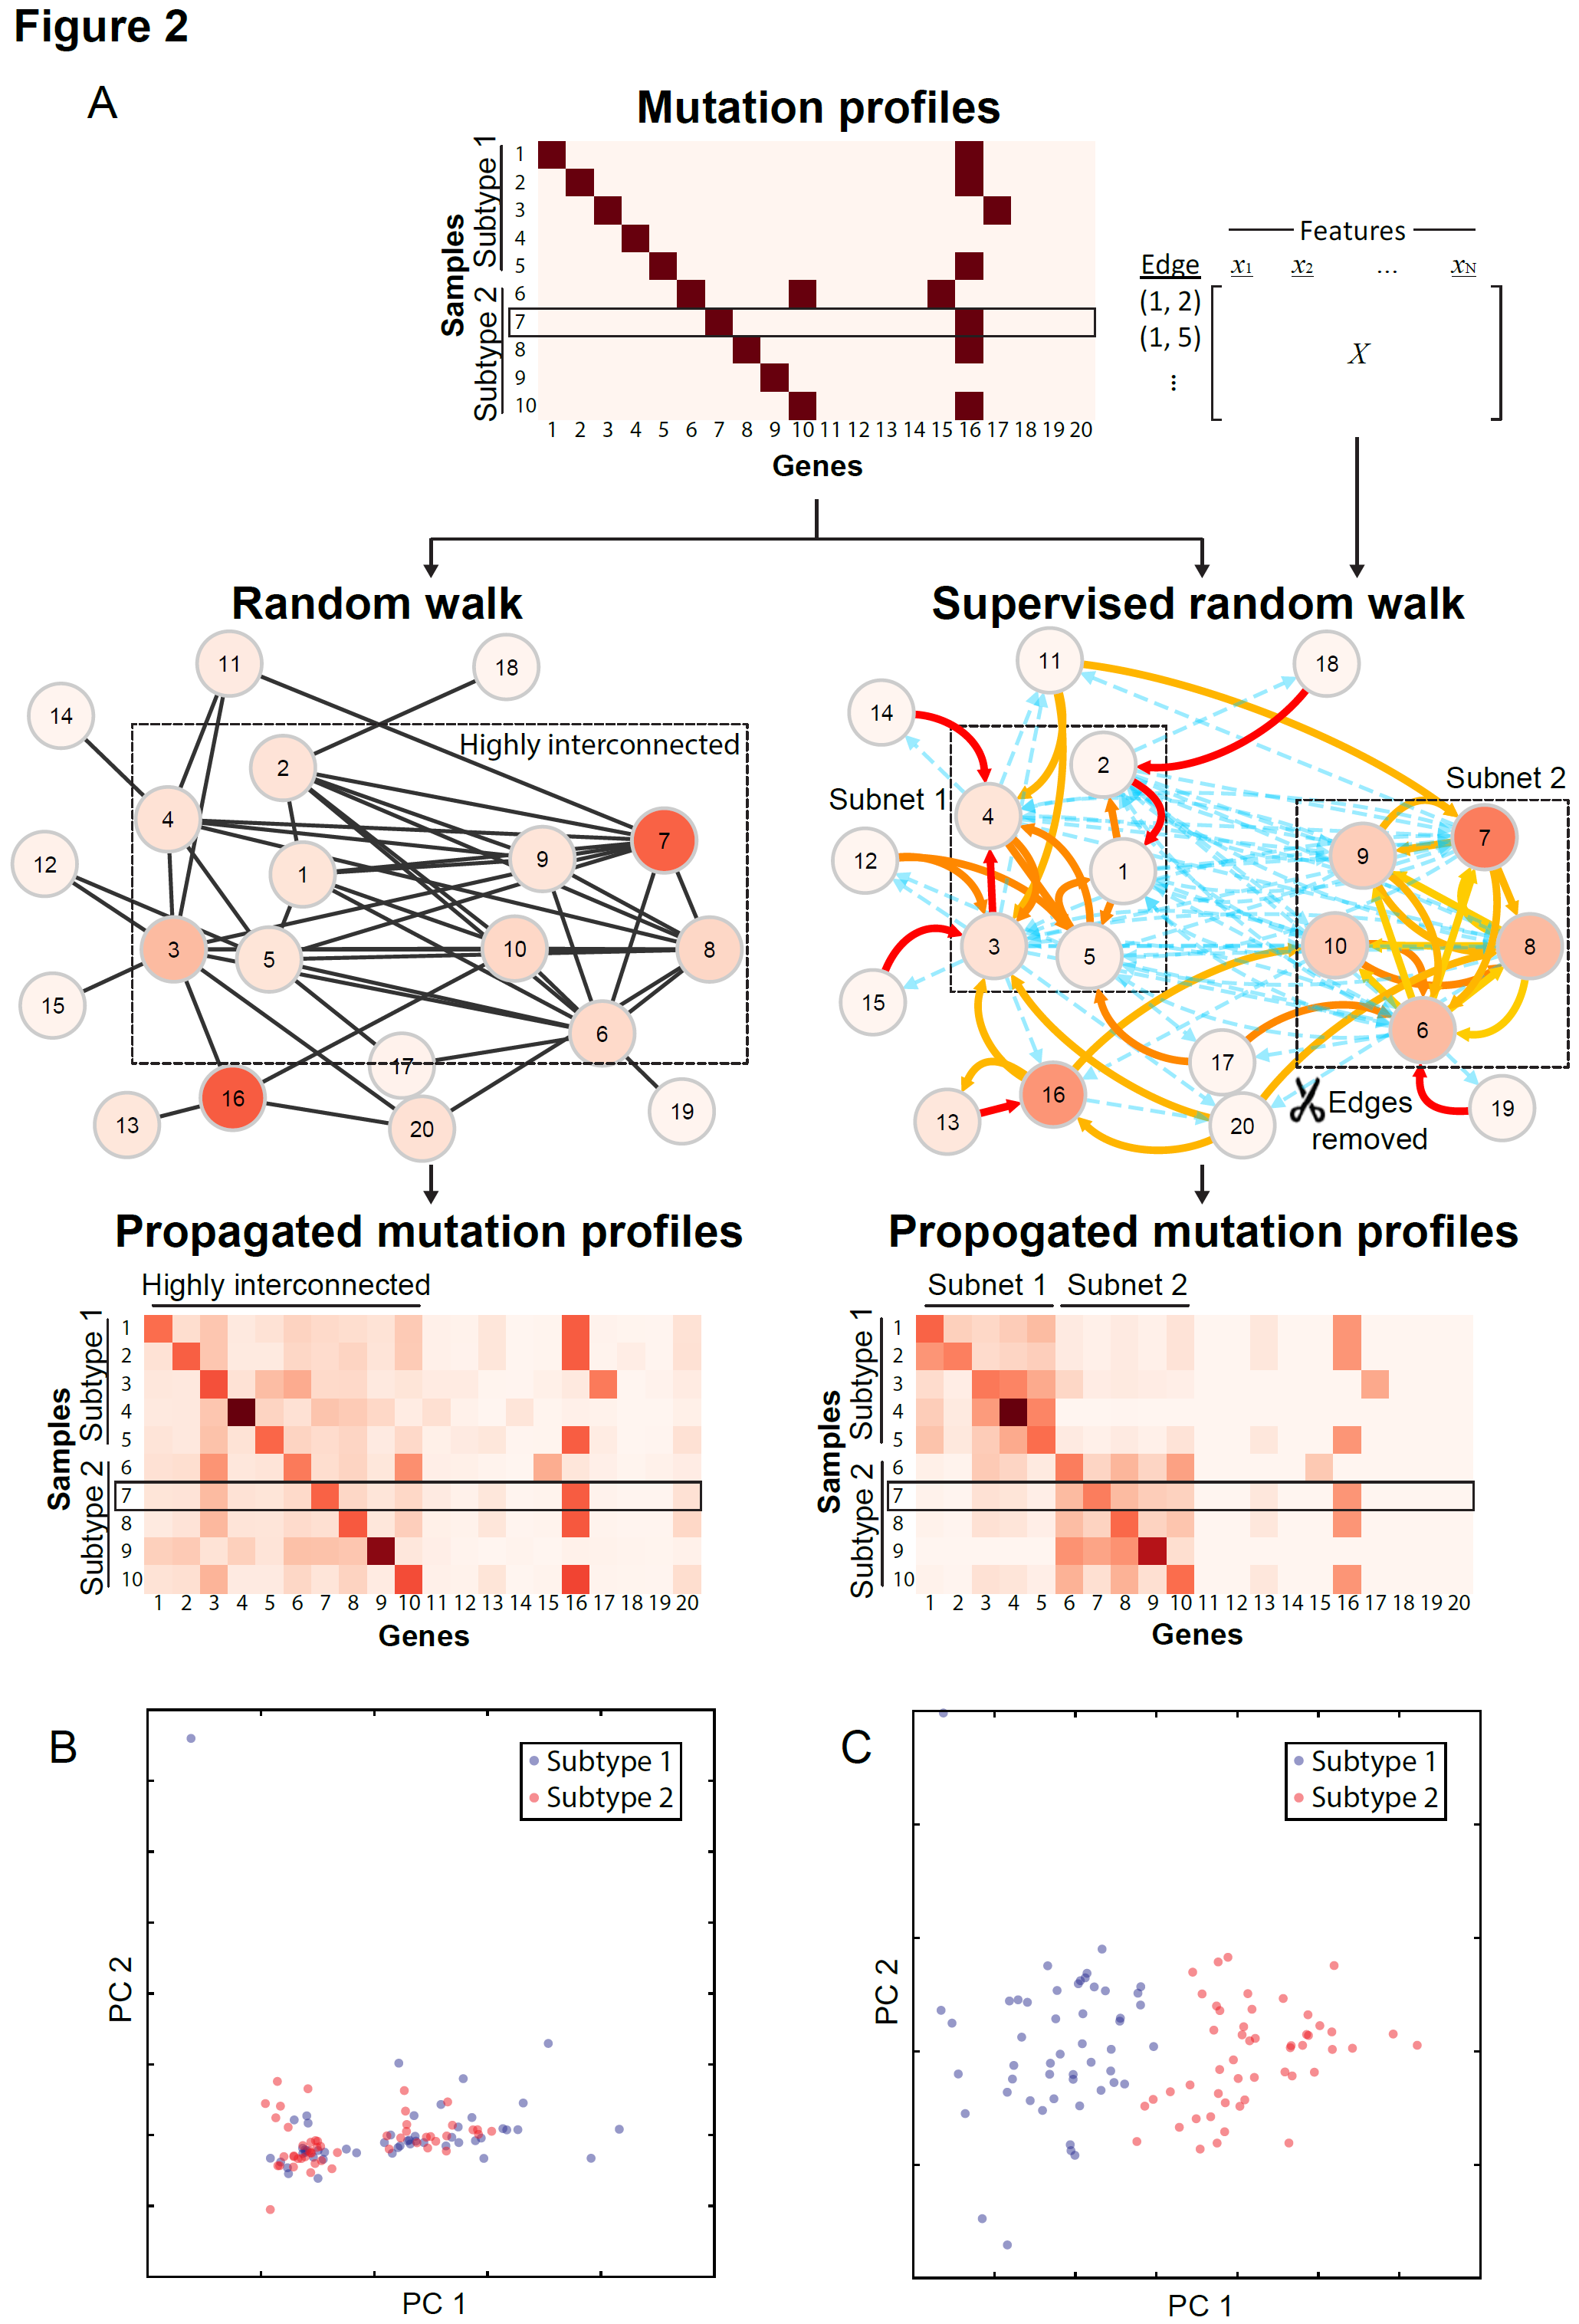 Figure 2
A
Mutation profiles
Samples
Subtype 1
Subtype 2
1
2
3
4
5
6
7
8
9
10
1 2 3 4 5 6 7 8 9 10 11 12 13 14 15 16 17 18 19 20
Genes
Features
Edge x1 x2 ... xN
(1, 2)
(1, 5)
⋮
X
Random walk
11
18
14
Highly interconnected
2
4
7
12
9
1
3
5
10
8
15
6
17
16
13
20
19
Supervised random walk
11
18
14
2
Subnet 2
Subnet 1
4
7
12
9
1
3
5
10
8
15
6
17
16
13
20
Edges
removed
19
Propagated mutation profiles
Highly interconnected
Samples
Subtype 1
Subtype 2
1
2
3
4
5
6
7
8
9
10
1 2 3 4 5 6 7 8 9 10 11 12 13 14 15 16 17 18 19 20
Genes
Propogated mutation profiles
Subnet 1 Subnet 2
Samples
Subtype 1
Subtype 2
1
2
3
4
5
6
7
8
9
10
1 2 3 4 5 6 7 8 9 10 11 12 13 14 15 16 17 18 19 20
Genes
B
Subtype 1
Subtype 2
PC 2
PC 1
C
Subtype 1
Subtype 2
PC 2
PC 1